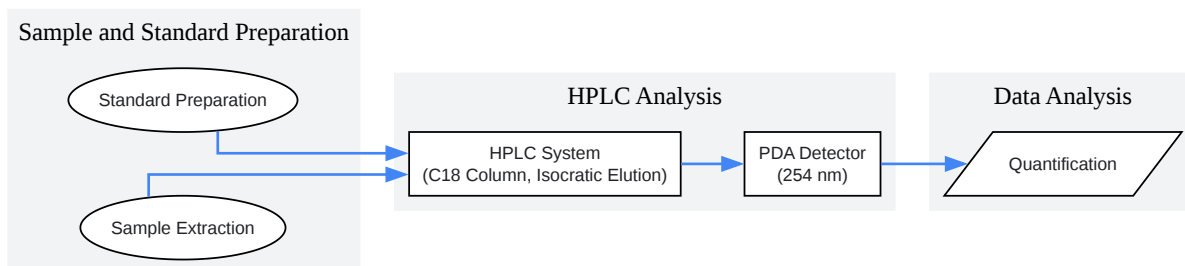 Sample and Standard Preparation
Standard Preparation
Sample Extraction
HPLC Analysis
HPLC System
(C18 Column, Isocratic Elution)
PDA Detector
(254 nm)
Data Analysis
Quantification